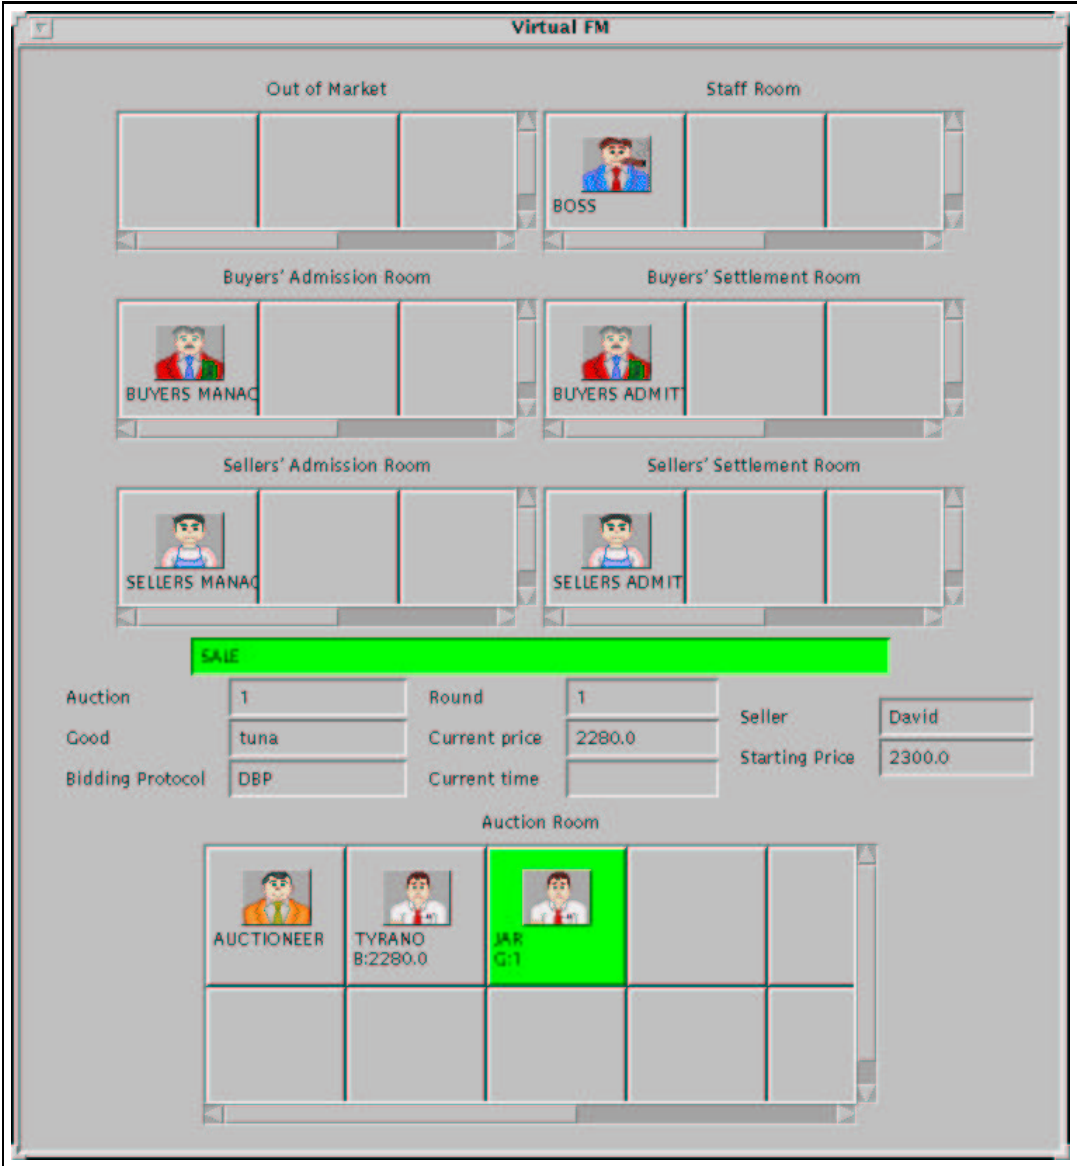 Virtual FM
Out of Market
Staff Room
BOSS
Buyers' Admission Room
Buyers' Settlement Room
BUYERS MANAG
BUYERS ADMIT
Sellers' Admission Room
Sellers' Settlement Room
SELLERS MANAG
SELLERS ADMIT
SALE
Auction 1 Round 1
Seller David
Good tuna Current price 2280.0
Starting Price 2300.0
Bidding Protocol DBP Current time
Auction Room
AUCTIONEER
TYRANO
B:2280.0
JAR
G:1